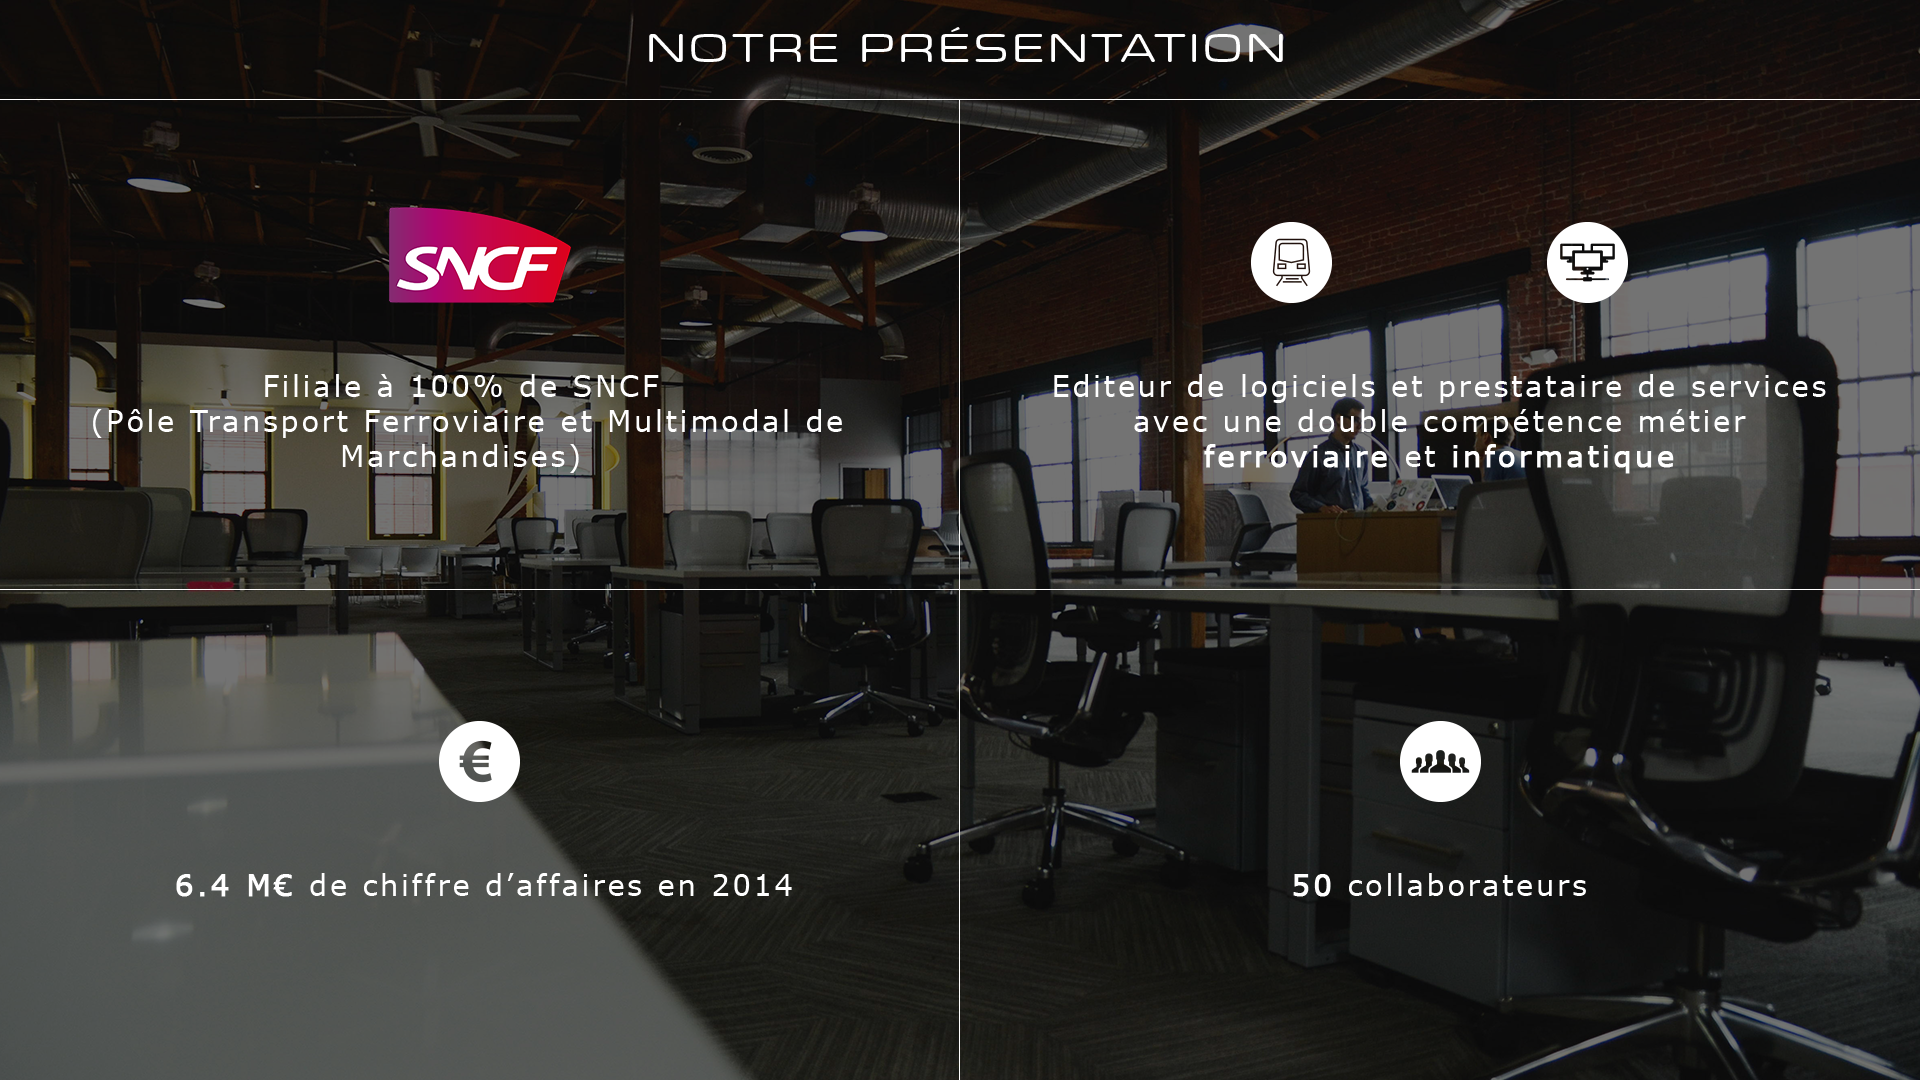 NOTRE PRÉSENTATION
SNCF
Filiale à 100% de SNCF
(Pôle Transport Ferroviaire et Multimodal de
Marchandises)
Editeur de logiciels et prestataire de services
avec une double compétence métier
ferroviaire et informatique
€
6.4 M€ de chiffre d’affaires en 2014
50 collaborateurs